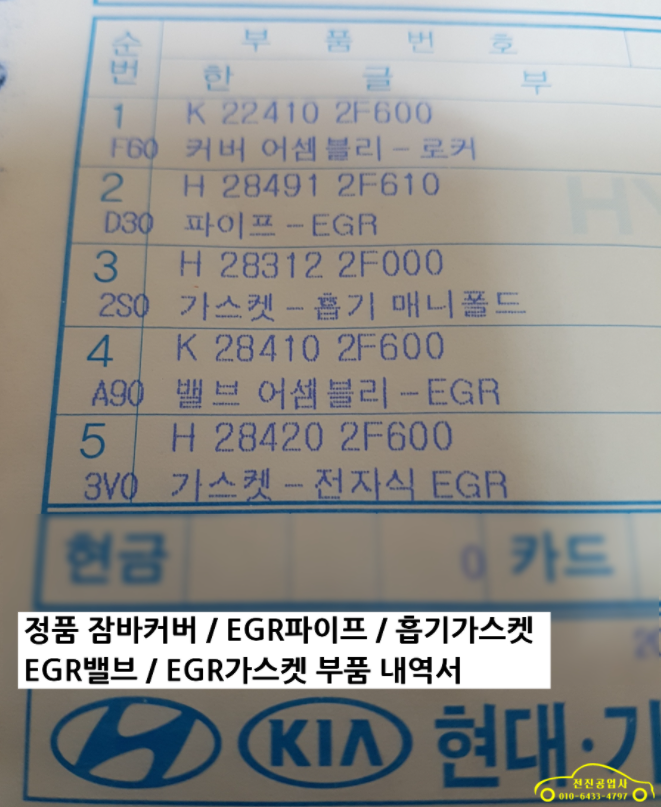 순번 부 품 번 호
한 글 부
1 K 22410 2F600
F60 커버 어셈블리-로커
2 H 28491 2F610
D30 파이프-EGR
3 H 28312 2F000
2S0 가스켓-흡기 매니폴드
4 K 28410 2F600
A90 밸브 어셈블리-EGR
5 H 28420 2F600
3V0 가스켓-전자식 EGR
현금 0 카드
정품 잠바커버 / EGR파이프 / 흡기가스켓
EGR밸브 / EGR가스켓 부품 내역서
KIA 현대·기
전진공업사
010-6433-4797